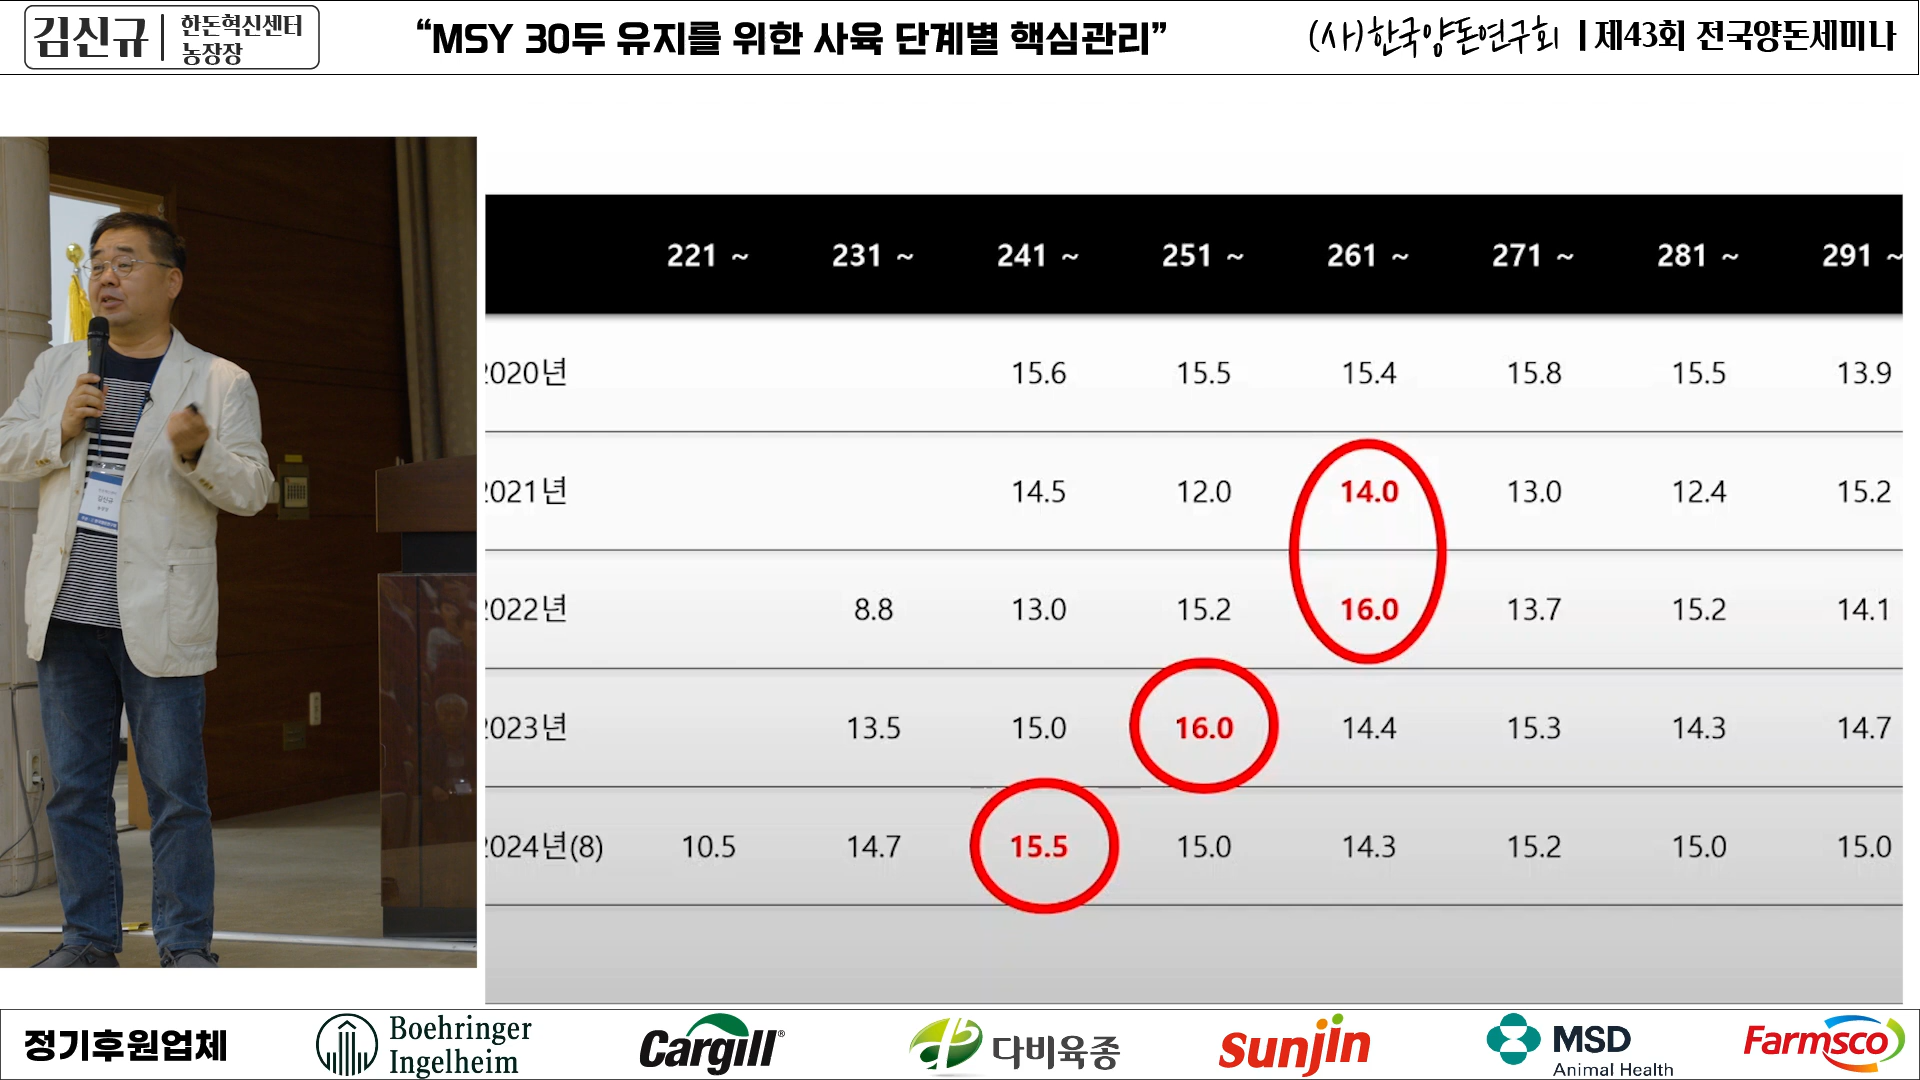 김신규
한돈혁신센터
농장장
“MSY 30두 유지를 위한 사육 단계별 핵심관리”
(사)한국양돈연구회 | 제43회 전국양돈세미나
221 ~ 231 ~ 241 ~ 251 ~ 261 ~ 271 ~ 281 ~ 291 ~
2020년 15.6 15.5 15.4 15.8 15.5 13.9
2021년 14.5 12.0 14.0 13.0 12.4 15.2
2022년 8.8 13.0 15.2 16.0 13.7 15.2 14.1
2023년 13.5 15.0 16.0 14.4 15.3 14.3 14.7
2024년(8) 10.5 14.7 15.5 15.0 14.3 15.2 15.0 15.0
김신규
정기후원업체
Boehringer
Ingelheim
Cargill®
다비육종
sunjin
MSD
Animal Health
Farmsco